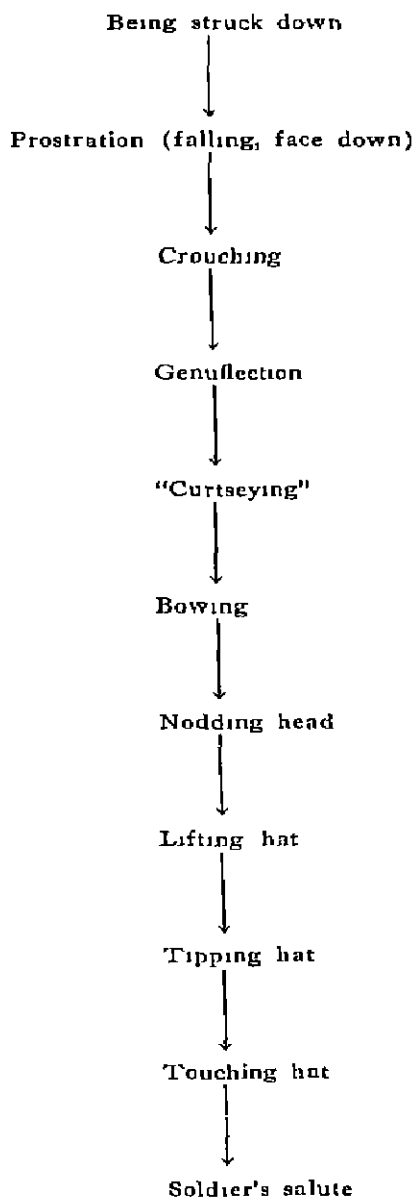 Being struck down
Prostration (falling, face down)
Crouching
Genuflection
"Curtseying"
Bowing
Nodding head
Lifting hat
Tipping hat
Touching hat
Soldier's salute